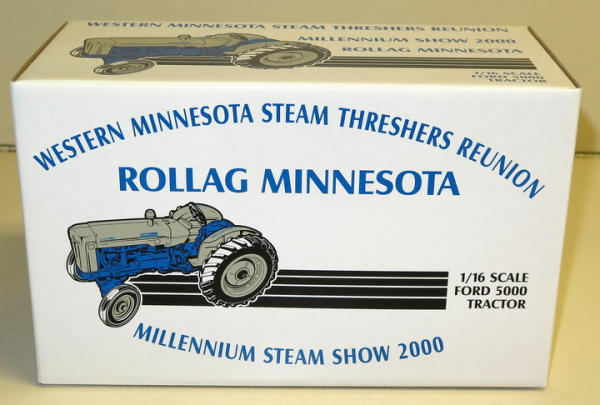 WESTERN MINNESOTA STEAM THRESHERS REUNION
MILLENNIUM SHOW 2000
ROLLAG MINNESOTA
1/16 SCALE
FORD 5000
TRACTOR
WESTERN MINNESOTA STEAM THRESHERS REUNION
ROLLAG MINNESOTA
1/16 SCALE
FORD 5000
TRACTOR
MILLENNIUM STEAM SHOW 2000